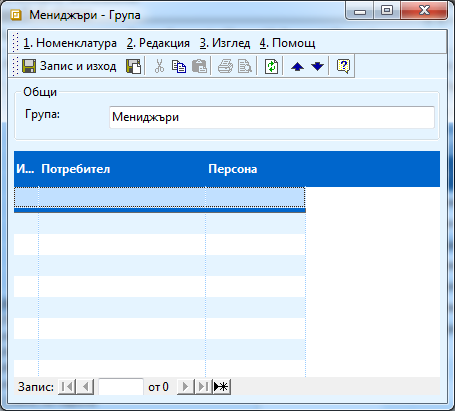 Мениджъри - Група
1. Номенклатура 2. Редакция 3. Изглед 4. Помощ
Запис и изход
Общи
Група: Мениджъри
И... Потребител Персона
Запис: от 0